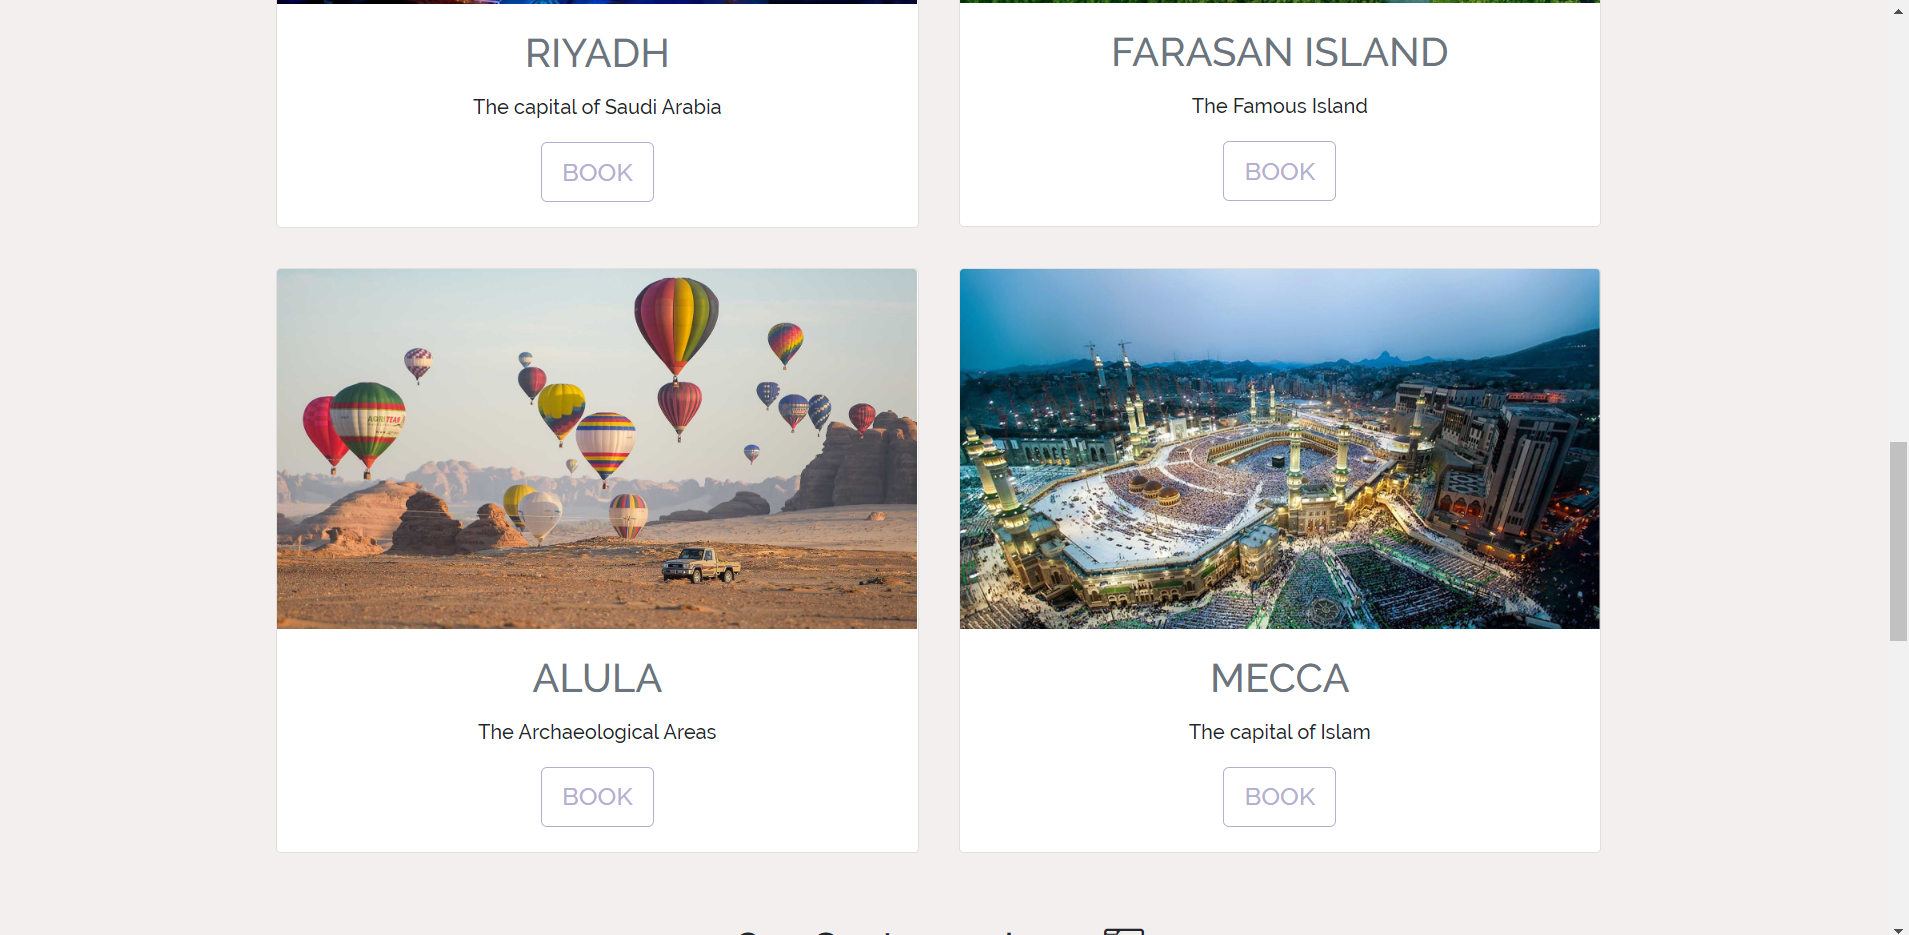 RIYADH
The capital of Saudi Arabia
BOOK
FARASAN ISLAND
The Famous Island
BOOK
AGRITEAM
ALULA
The Archaeological Areas
BOOK
MECCA
The capital of Islam
BOOK